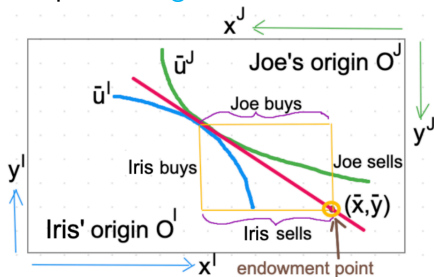 x^J
ū^J
Joe's origin O^J
ū^I
Joe buys
y^J
y^I
Iris buys
Joe sells
(x̄,ȳ)
Iris' origin O^I
Iris sells
x^I
endowment point